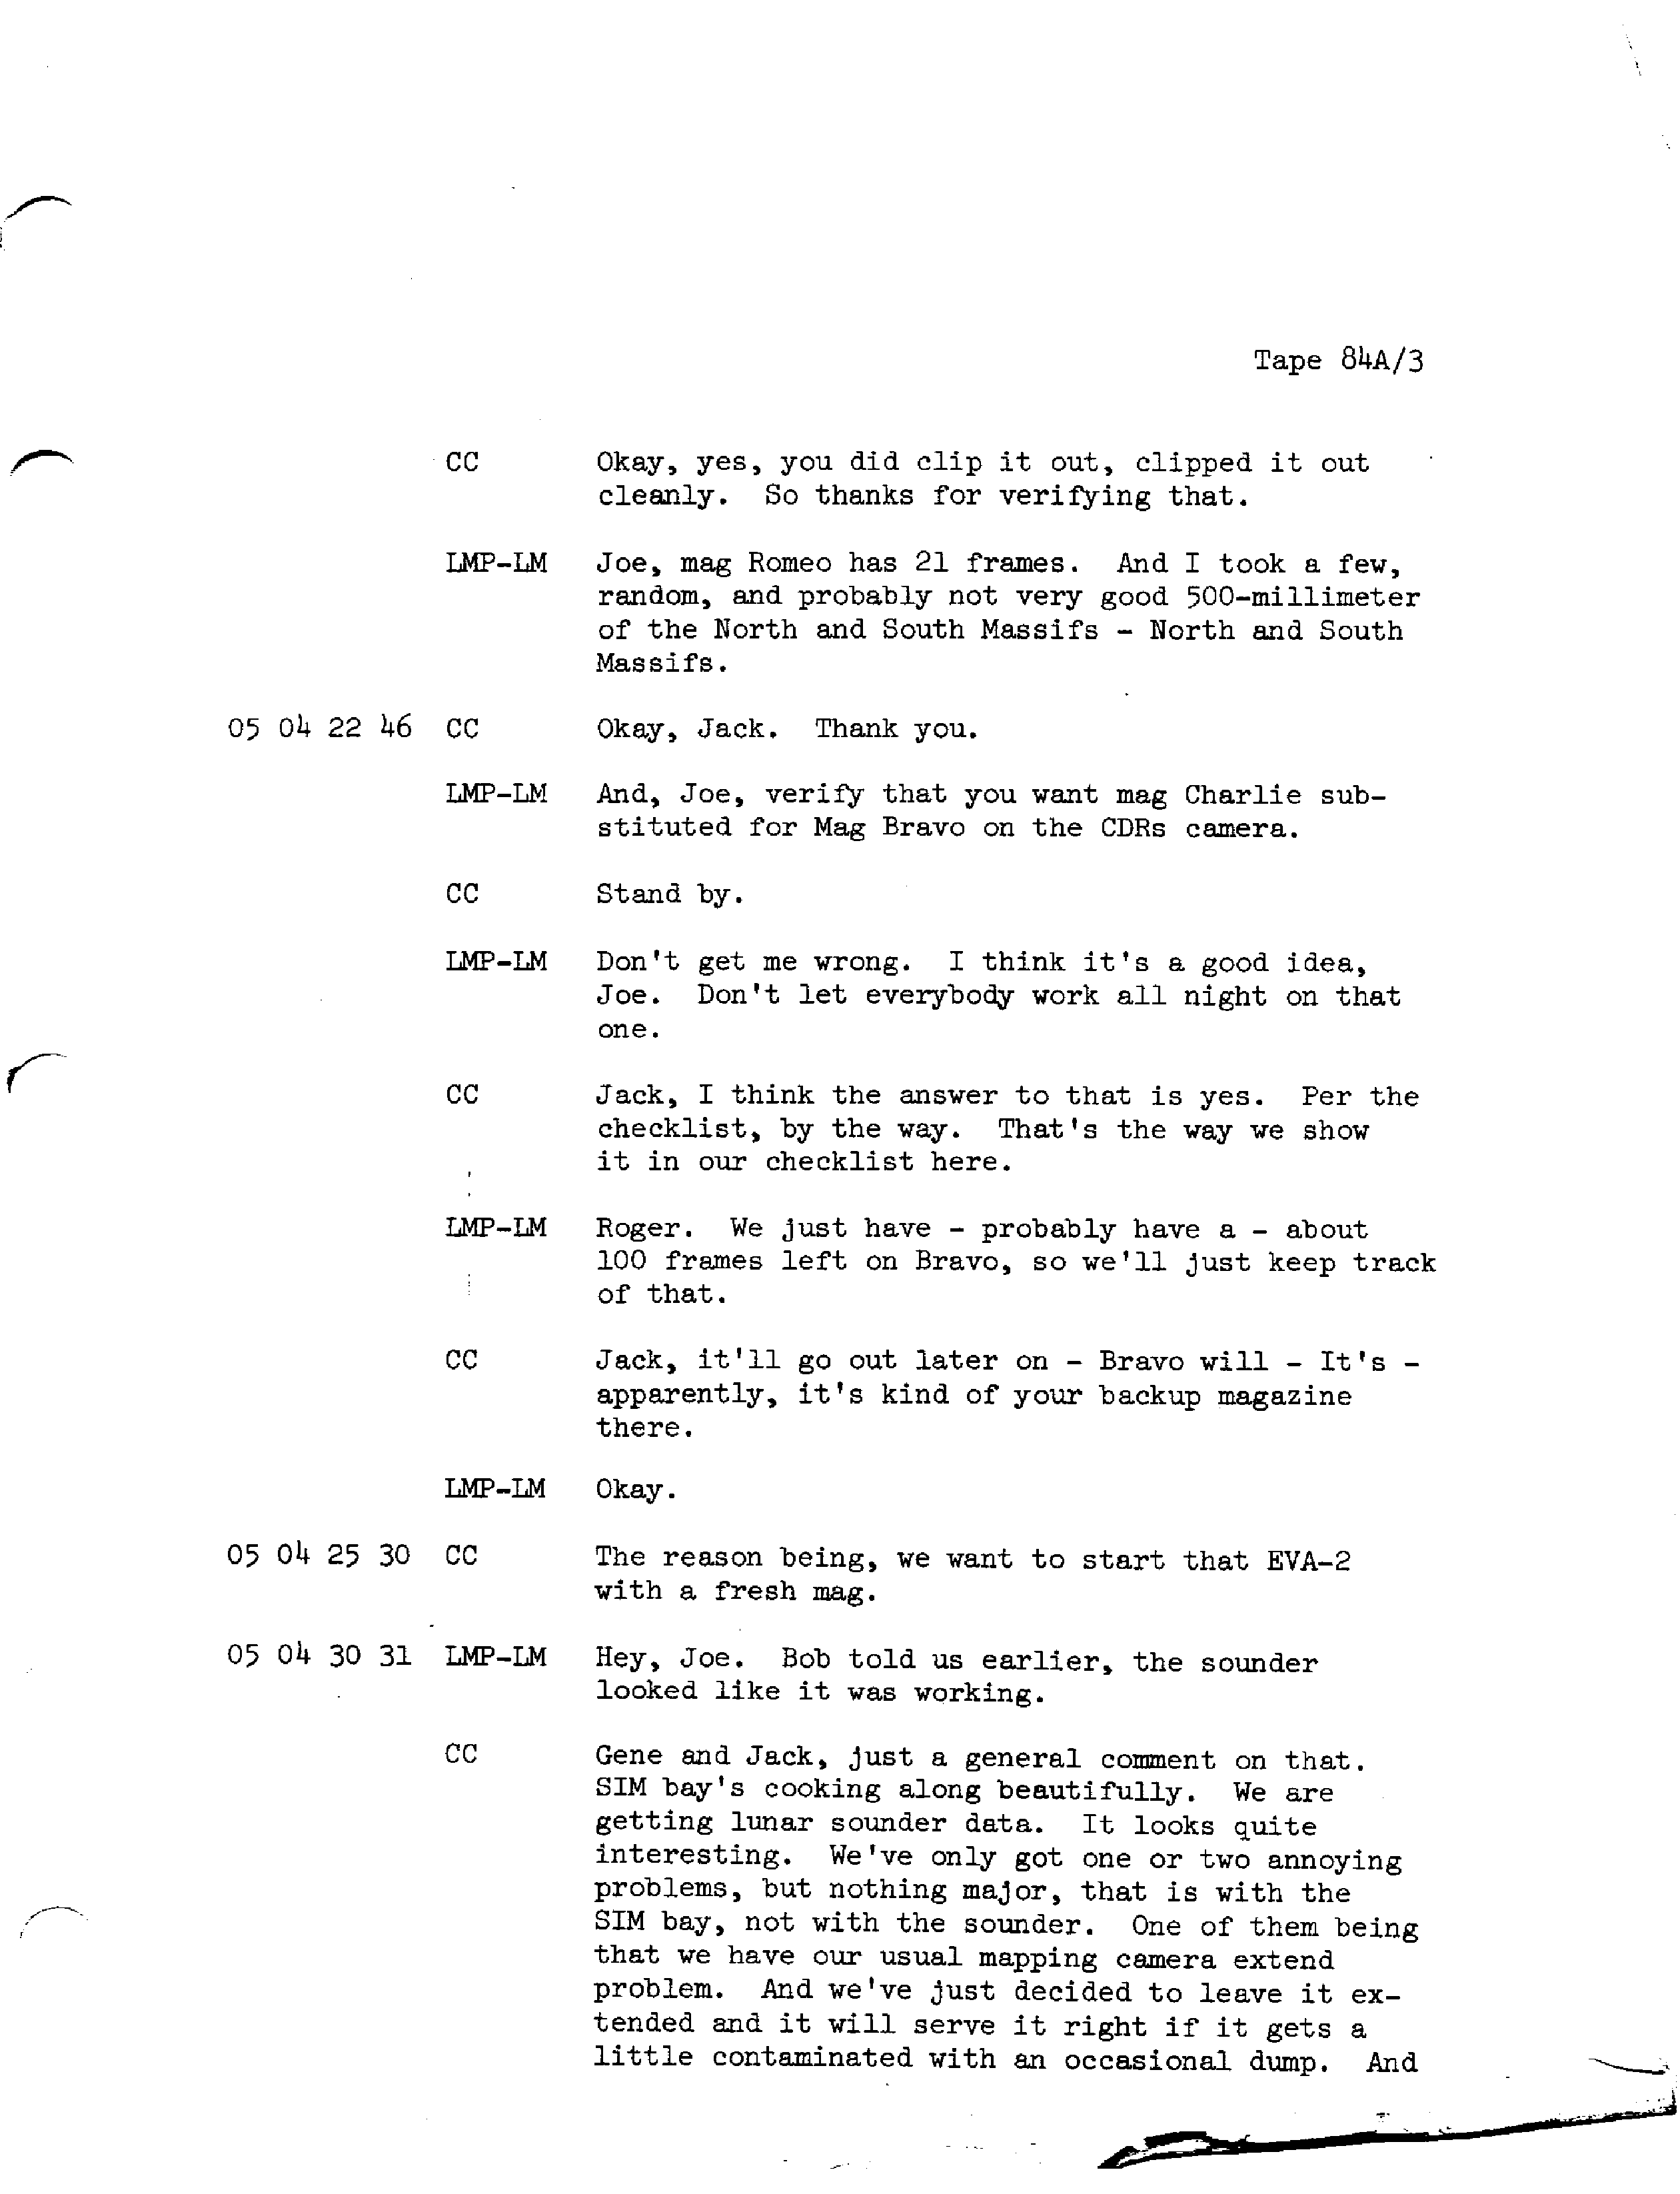 Tape 84A/3
CC Okay, yes, you did clip it out, clipped it out
cleanly. So thanks for verifying that.
LMP-LM Joe, mag Romeo has 21 frames. And I took a few,
random, and probably not very good 500-millimeter
of the North and South Massifs - North and South
Massifs.
05 04 22 46 CC Okay, Jack. Thank you.
LMP-LM And, Joe, verify that you want mag Charlie sub-
stituted for Mag Bravo on the CDRs camera.
CC Stand by.
LMP-LM Don't get me wrong. I think it's a good idea,
Joe. Don't let everybody work all night on that
one.
CC Jack, I think the answer to that is yes. Per the
checklist, by the way. That's the way we show
it in our checklist here.
LMP-LM Roger. We just have - probably have a - about
100 frames left on Bravo, so we'll just keep track
of that.
CC Jack, it'll go out later on - Bravo will - It's -
apparently, it's kind of your backup magazine
there.
LMP-LM Okay.
05 04 25 30 CC The reason being, we want to start that EVA-2
with a fresh mag.
05 04 30 31 LMP-LM Hey, Joe. Bob told us earlier, the sounder
looked like it was working.
CC Gene and Jack, just a general comment on that.
SIM bay's cooking along beautifully. We are
getting lunar sounder data. It looks quite
interesting. We've only got one or two annoying
problems, but nothing major, that is with the
SIM bay, not with the sounder. One of them being
that we have our usual mapping camera extend
problem. And we've just decided to leave it ex-
tended and it will serve it right if it gets a
little contaminated with an occasional dump. And